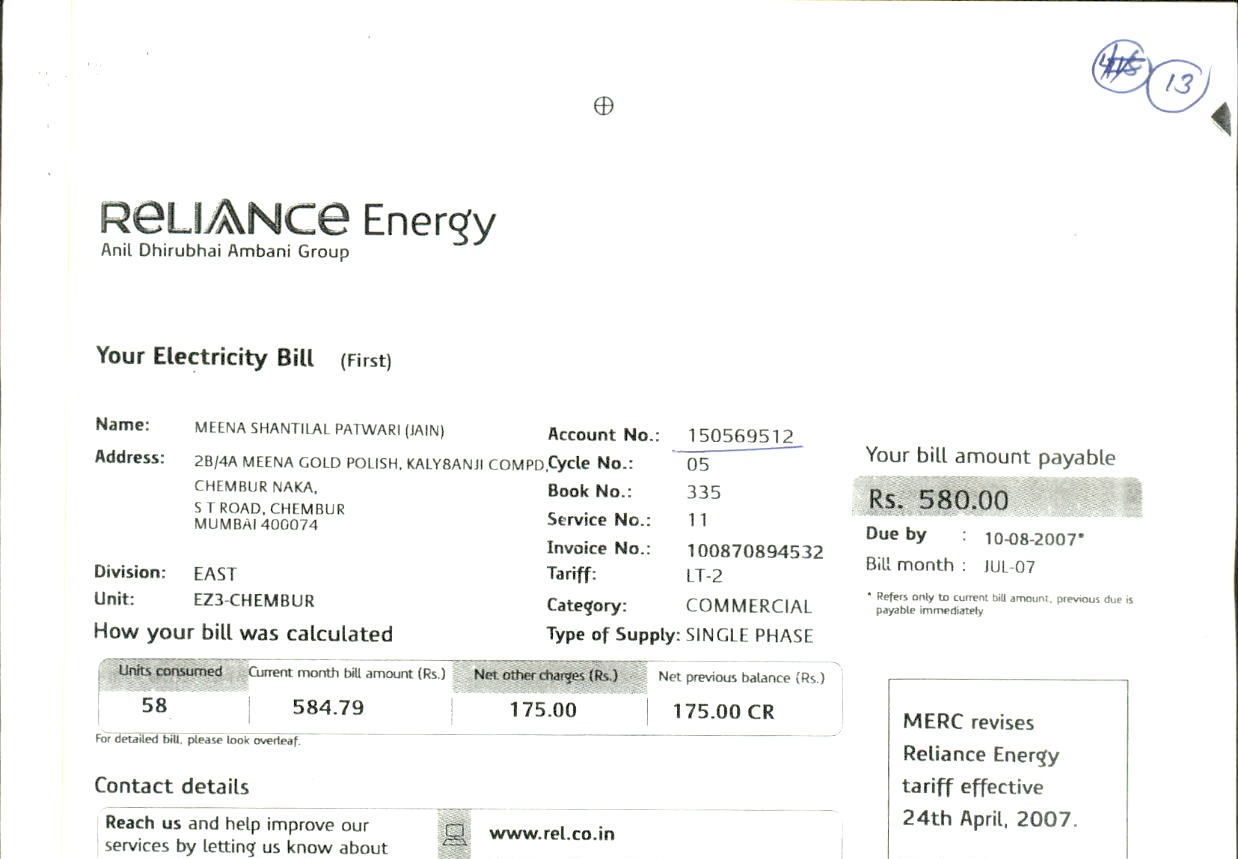 13
RELIANCE Energy
Anil Dhirubhai Ambani Group
Your Electricity Bill (First)
Name: MEENA SHANTILAL PATWARI (JAIN)
Address: 2B/4A MEENA GOLD POLISH, KALY8ANJI COMPD,
CHEMBUR NAKA,
S T ROAD, CHEMBUR
MUMBAI 400074
Division: EAST
Unit: EZ3-CHEMBUR
Account No.: 150569512
Cycle No.: 05
Book No.: 335
Service No.: 11
Invoice No.: 100870894532
Tariff: LT-2
Category: COMMERCIAL
Type of Supply: SINGLE PHASE
Your bill amount payable
Rs. 580.00
Due by : 10-08-2007*
Bill month : JUL-07
* Refers only to current bill amount, previous due is
payable immediately
How your bill was calculated
Units consumed Current month bill amount (Rs.) Net other charges (Rs.) Net previous balance (Rs.)
58 584.79 175.00 175.00 CR
For detailed bill, please look overleaf.
MERC revises
Reliance Energy
tariff effective
24th April, 2007.
Contact details
Reach us and help improve our
services by letting us know about
www.rel.co.in